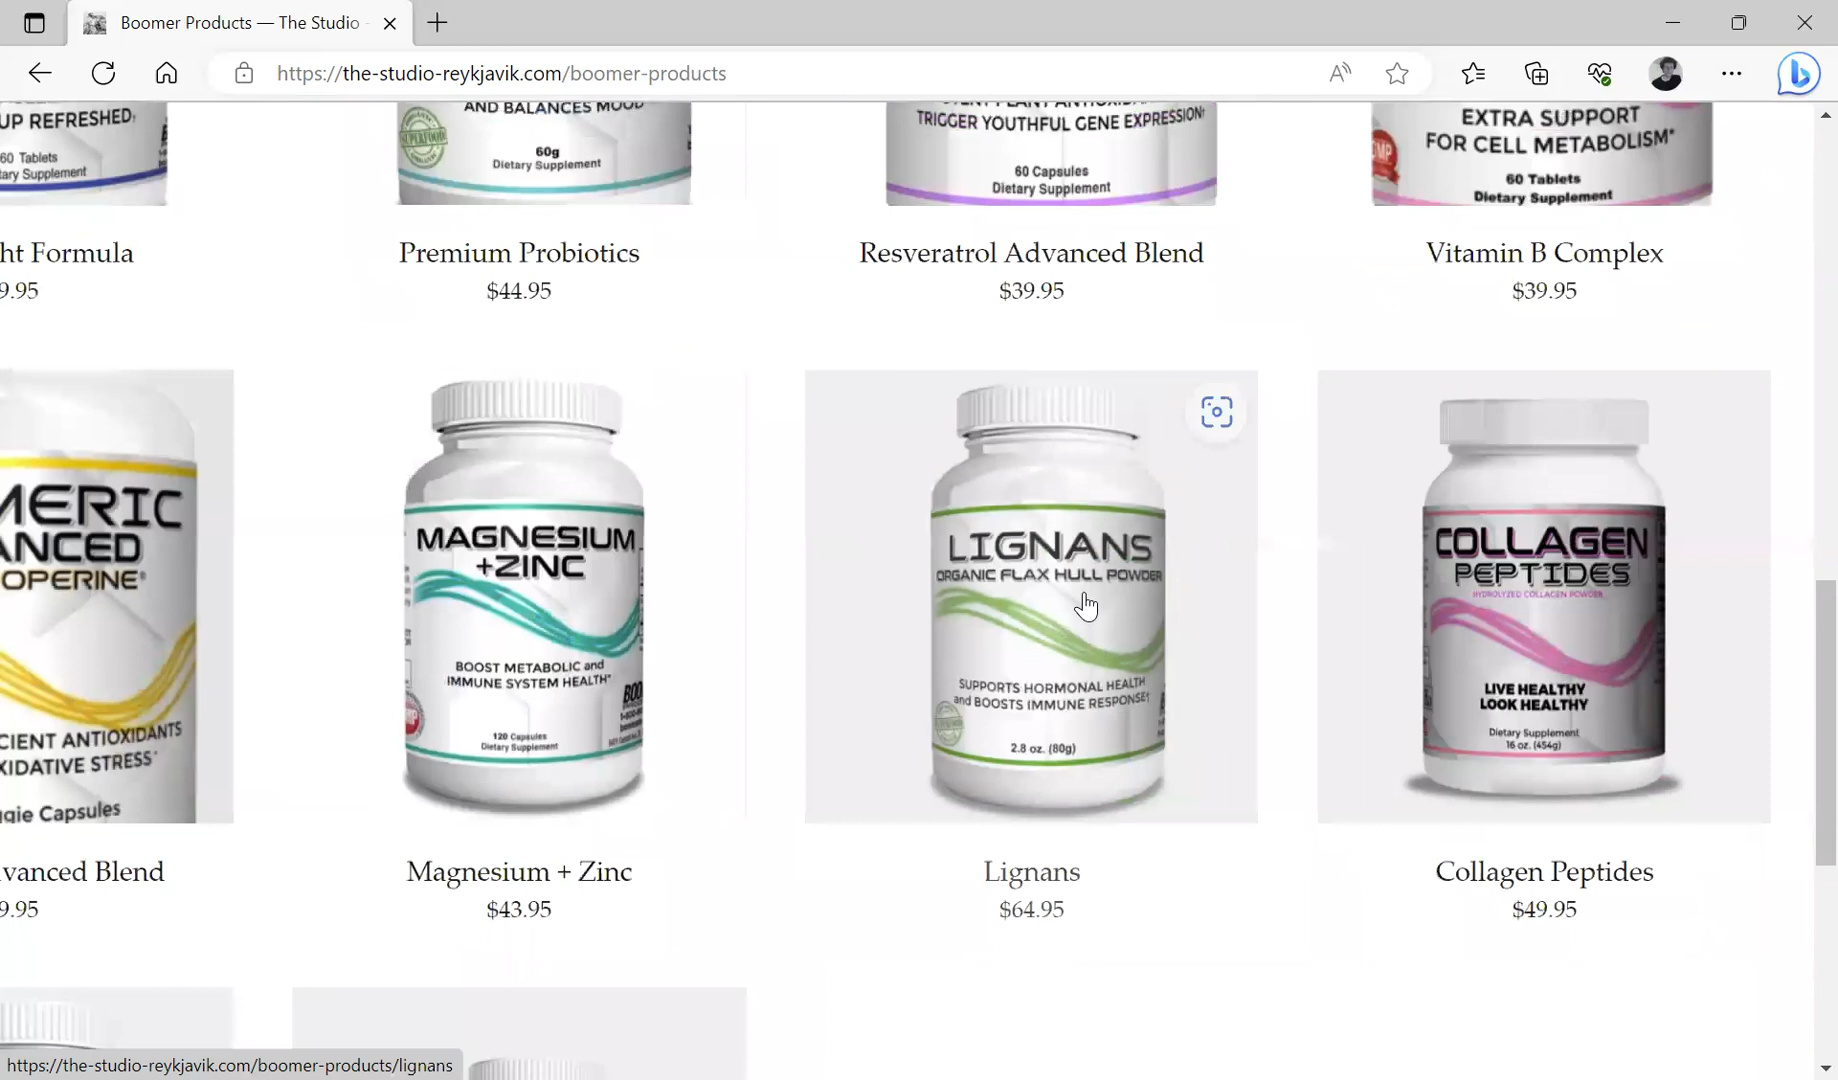 Boomer Products — The Studio
https://the-studio-reykjavik.com/boomer-products
UP REFRESHED
60 Tablets
AND BALANCES MOOD
SUPERFOOD
60g
Dietary Supplement
TRIGGER YOUTHFUL GENE EXPRESSION
60 Capsules
Dietary Supplement
EXTRA SUPPORT
FOR CELL METABOLISM*
60 Tablets
Dietary Supplement
ht Formula
9.95
Premium Probiotics
$44.95
Resveratrol Advanced Blend
$39.95
Vitamin B Complex
$39.95
MERIC
ANCED
OPERINE®
CIENT ANTIOXIDANTS
XIDATIVE STRESS*
gie Capsules
MAGNESIUM
+ZINC
BOOST METABOLIC and
IMMUNE SYSTEM HEALTH*
120 Capsules
Dietary Supplement
LIGNANS
ORGANIC FLAX HULL POWDER
SUPPORTS HORMONAL HEALTH
and BOOSTS IMMUNE RESPONSE†
2.8 oz. (80g)
COLLAGEN
PEPTIDES
HYDROLYZED COLLAGEN POWDER
LIVE HEALTHY
LOOK HEALTHY
Dietary Supplement
16 oz. (454g)
vanced Blend
9.95
Magnesium + Zinc
$43.95
Lignans
$64.95
Collagen Peptides
$49.95
https://the-studio-reykjavik.com/boomer-products/lignans